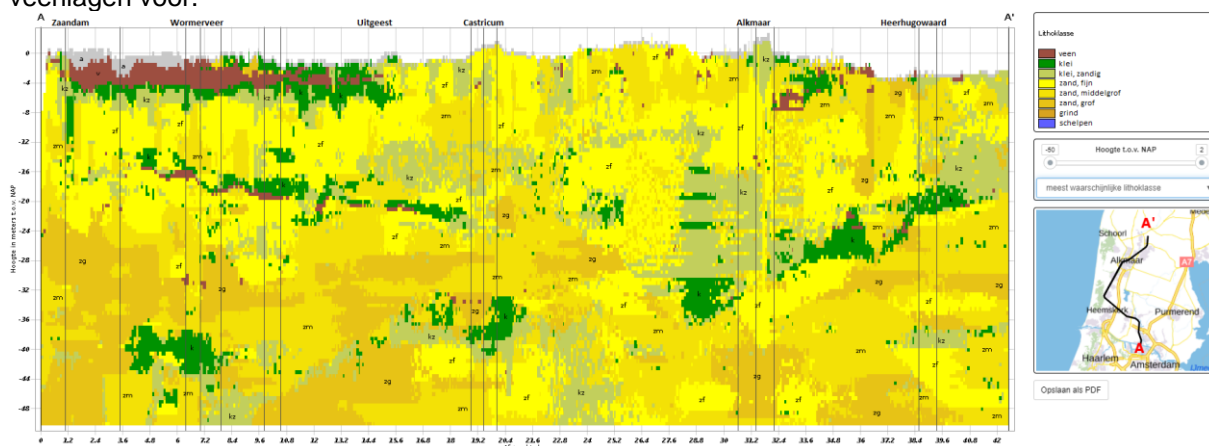 veenlagen voor.
A Zaandam Wormerveer Uitgeest Castricum Alkmaar Heerhugowaard A'
Hoogte in meters t.o.v. NAP
0
-4
-8
-12
-16
-20
-24
-28
-32
-36
-40
-44
-48
0 1.2 2.4 3.6 4.8 6 7.2 8.4 9.6 10.8 12 13.2 14.4 15.6 16.8 18 19.2 20.4 21.6 22.8 24 25.2 26.4 27.6 28.8 30 31.2 32.4 33.6 34.8 36 37.2 38.4 39.6 40.8 42
Lithoklasse
veen
klei
klei, zandig
zand, fijn
zand, middelgrof
zand, grof
grind
schelpen
-50 Hoogte t.o.v. NAP 2
meest waarschijnlijke lithoklasse
A'
Schoorl
Alkmaar
A7
Heemskerk
Purmerend
A
Haarlem
Amsterdam
Opslaan als PDF